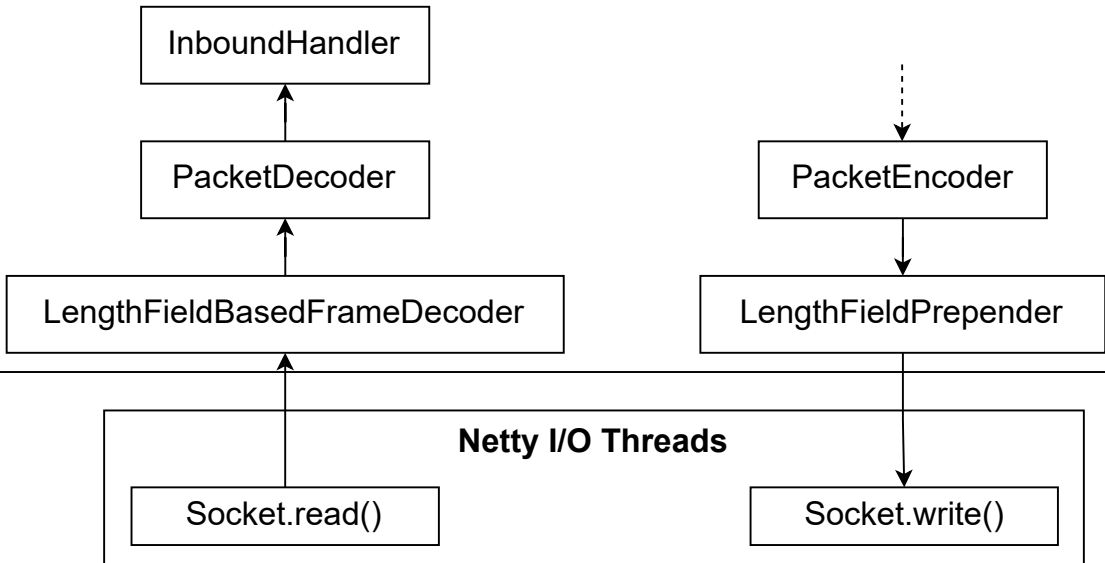 InboundHandler
PacketDecoder
PacketEncoder
LengthFieldBasedFrameDecoder
LengthFieldPrepender
Netty I/O Threads
Socket.read()
Socket.write()